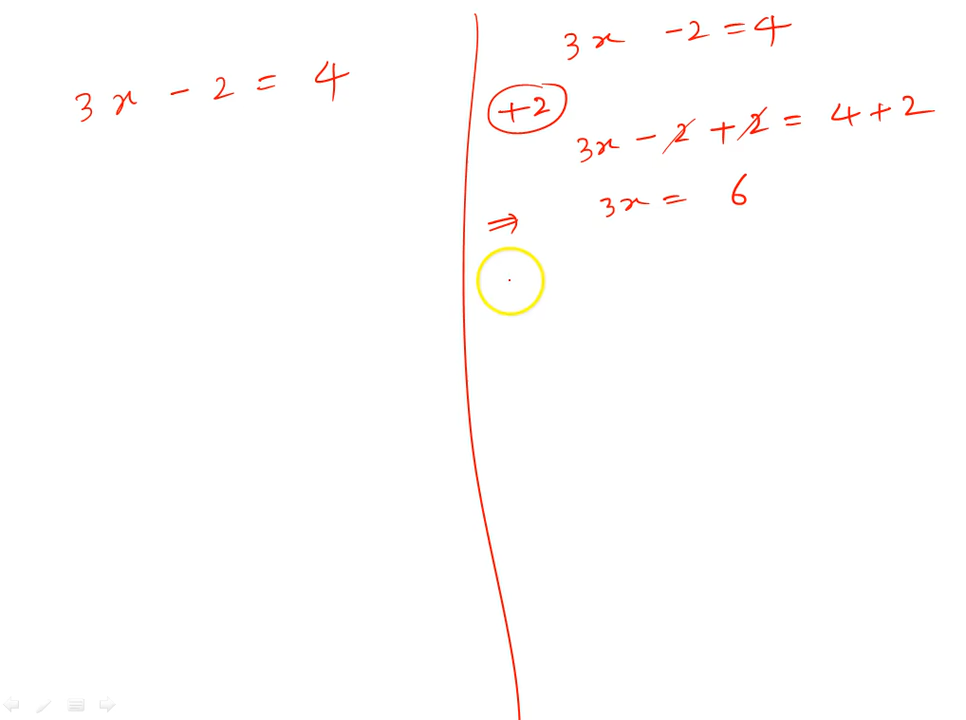 3x - 2 = 4
3x - 2 = 4
+2
3x - 2 + 2 = 4 + 2
⇒ 3x = 6